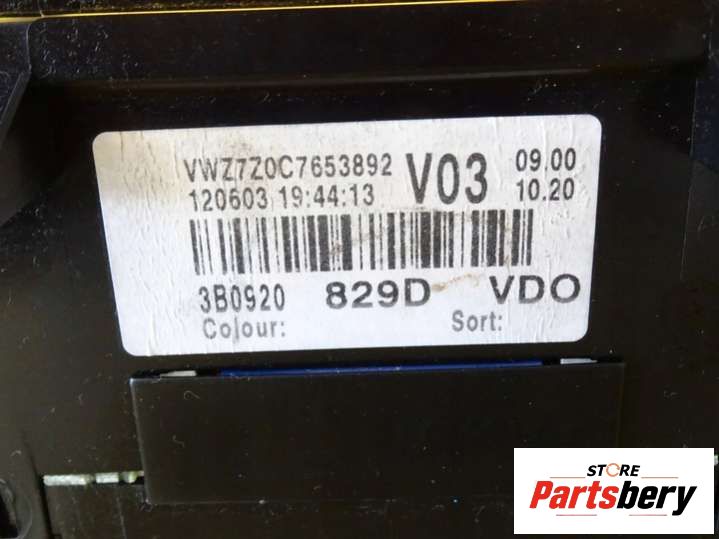 VWZ7Z0C7653892 V03 09.00
120603 19:44:13 10.20
3B0920 829D VDO
Colour: Sort:
STORE
Partsbery